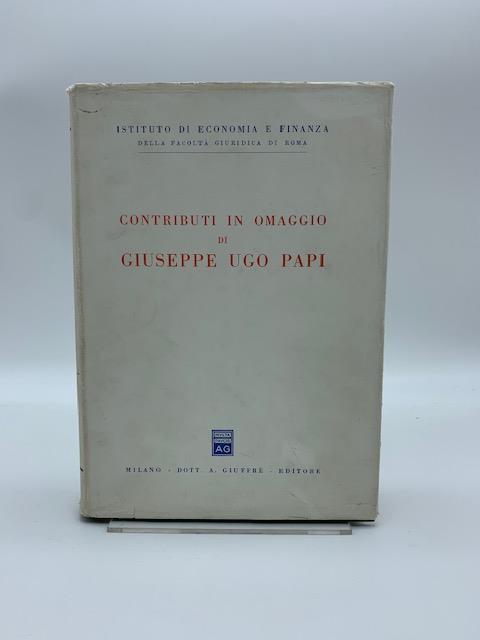 ISTITUTO DI ECONOMIA E FINANZA
DELLA FACOLTÀ GIURIDICA DI ROMA
CONTRIBUTI IN OMAGGIO
DI
GIUSEPPE UGO PAPI
AG
MILANO - DOTT. A. GIUFFRÈ - EDITORE